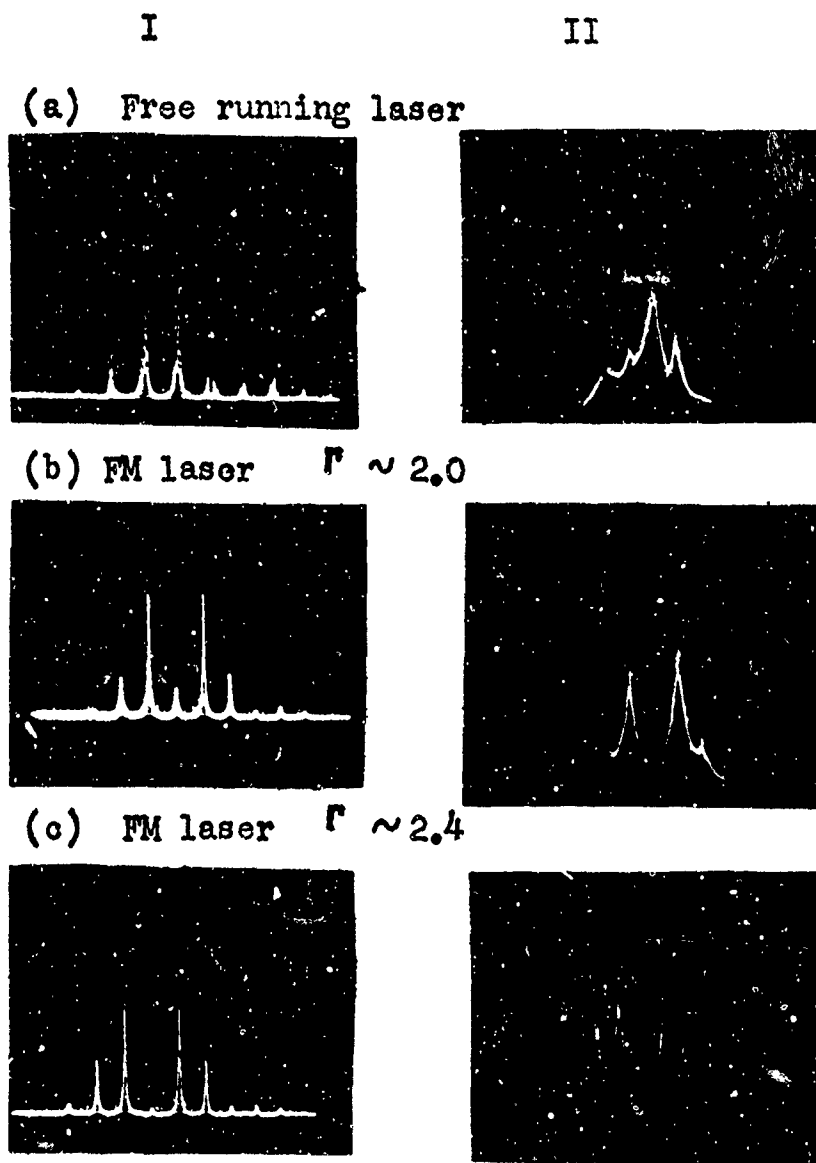 I II
(a) Free running laser
(b) FM laser Γ ~ 2.0
(c) FM laser Γ ~ 2.4